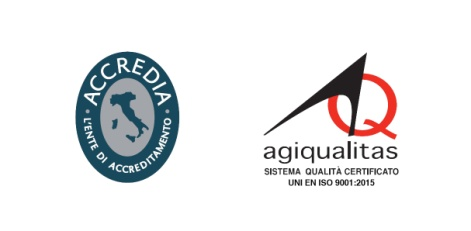 ACCREDIA
L'ENTE DI ACCREDITAMENTO
agiqualitas
SISTEMA QUALITÀ CERTIFICATO
UNI EN ISO 9001:2015